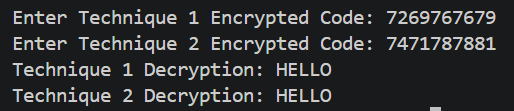 Enter Technique 1 Encrypted Code: 7269767679
Enter Technique 2 Encrypted Code: 7471787881
Technique 1 Decryption: HELLO
Technique 2 Decryption: HELLO